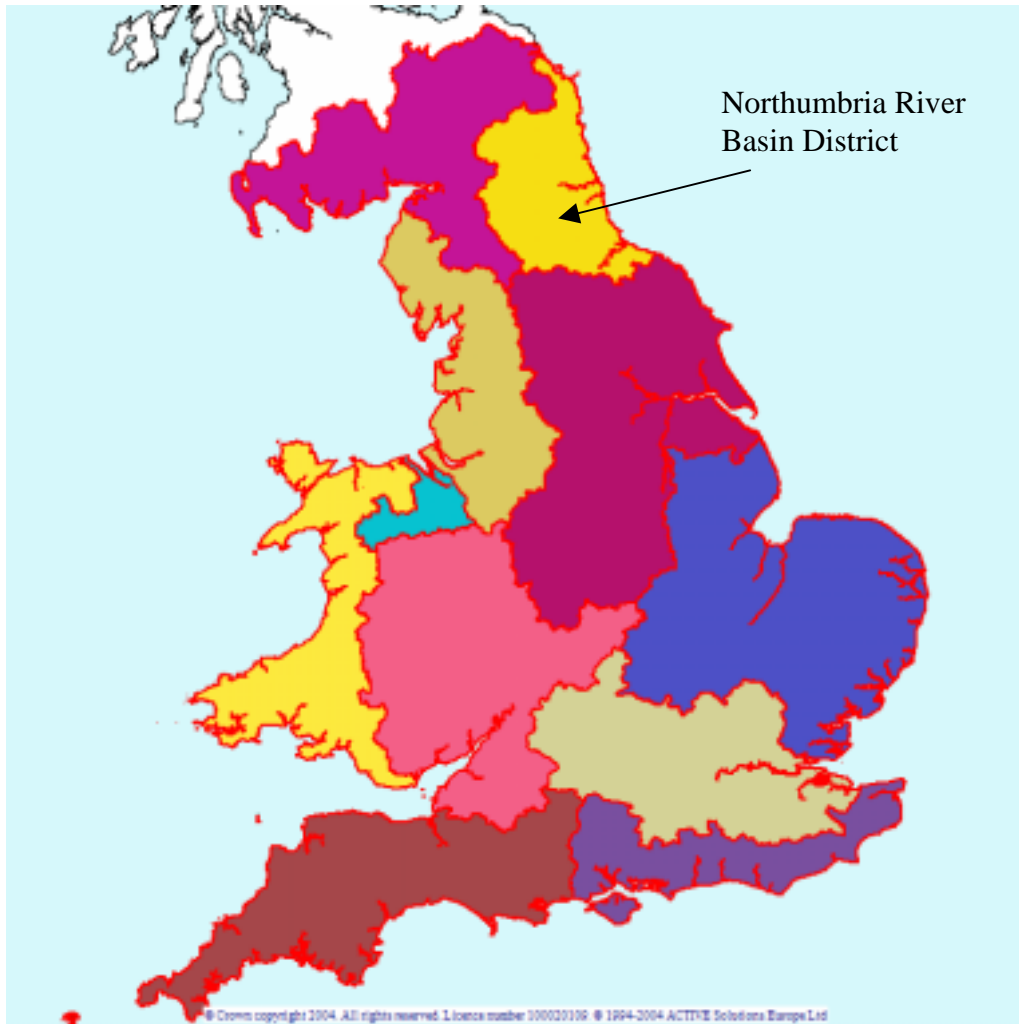 Northumbria River
Basin District
© Crown copyright 2004. All rights reserved. Licence number 100020109. © 1994-2004 ACTIVE Solutions Europe Ltd